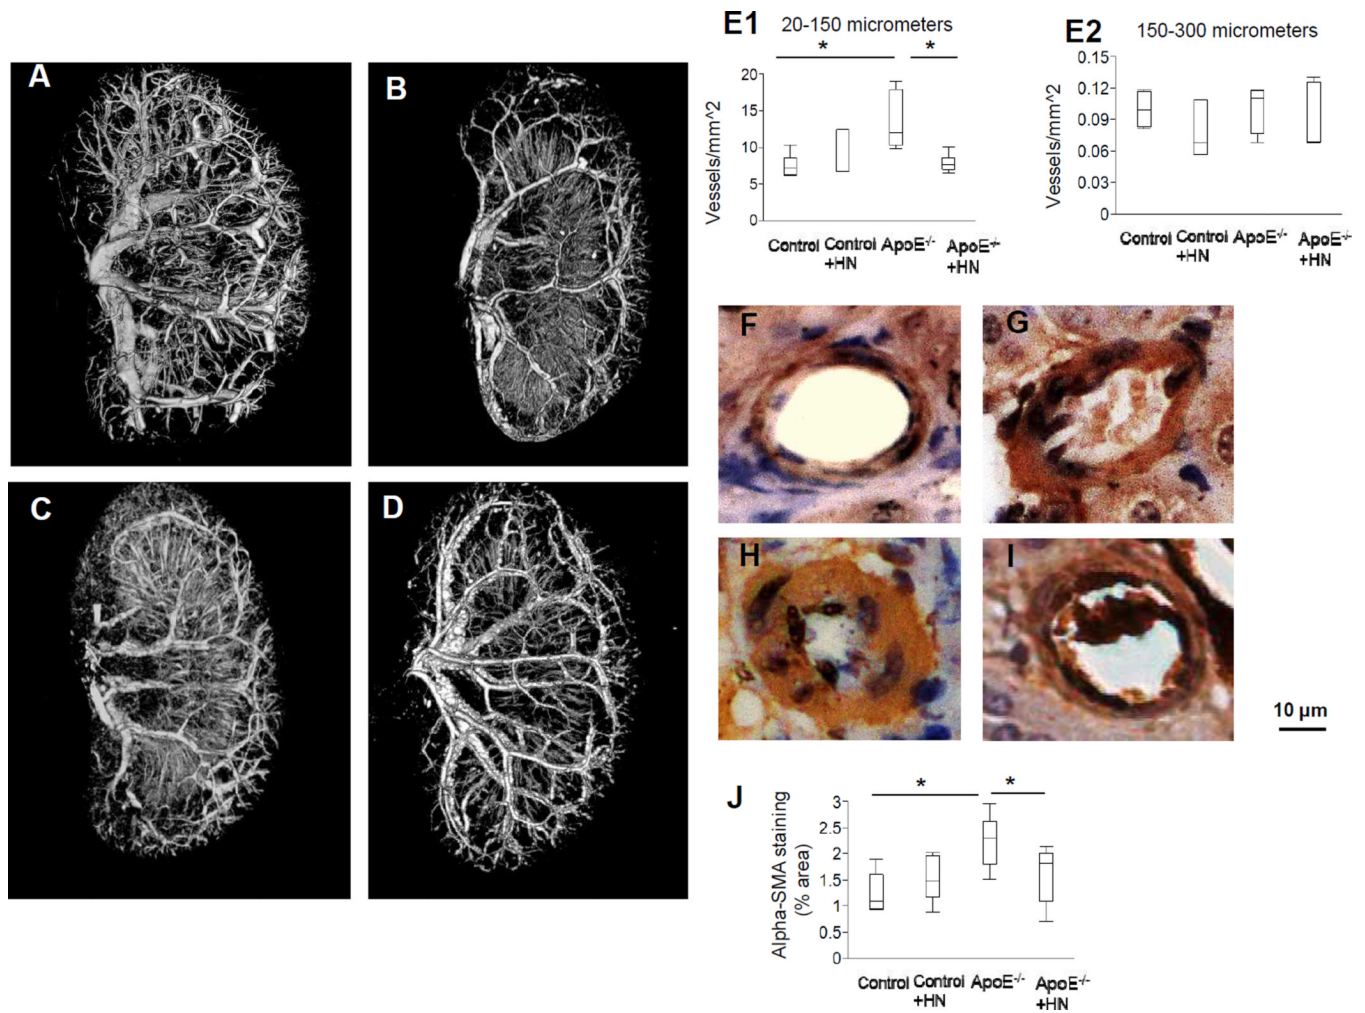 A
B
C
D
E1
20-150 micrometers
*
*
Vessels/mm^2
20
15
10
5
0
Control
Control
+HN
ApoE-/-
ApoE-/-
+HN
E2
150-300 micrometers
Vessels/mm^2
0.15
0.12
0.09
0.06
0.03
0
Control
Control
+HN
ApoE-/-
ApoE-/-
+HN
F
G
H
I
10 µm
J
*
*
Alpha-SMA staining
(% area)
3
2.5
2
1.5
1
0.5
0
Control
Control
+HN
ApoE-/-
ApoE-/-
+HN